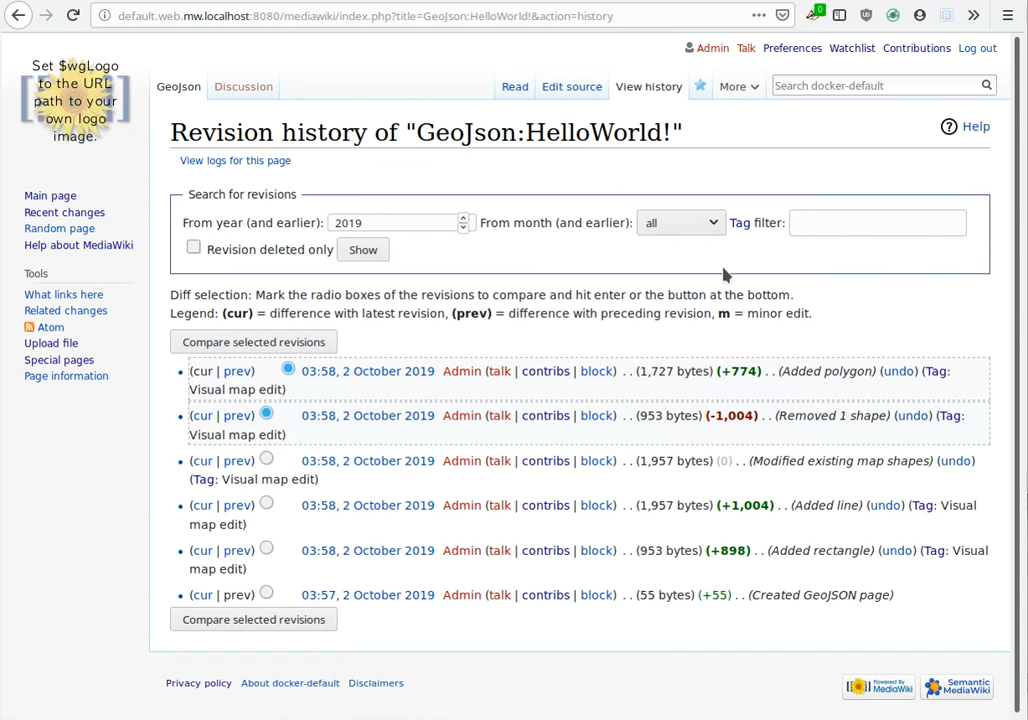 default.web.mw.localhost:8080/mediawiki/index.php?title=GeoJson:HelloWorld!&action=history
0
Admin Talk Preferences Watchlist Contributions Log out
Set $wgLogo
to the URL
path to your
own logo
image.
GeoJson Discussion Read Edit source View history More Search docker-default
Revision history of "GeoJson:HelloWorld!"
Help
View logs for this page
Main page
Recent changes
Random page
Help about MediaWiki
Tools
What links here
Related changes
Atom
Upload file
Special pages
Page information
Search for revisions
From year (and earlier): 2019 From month (and earlier): all Tag filter:
Revision deleted only Show
Diff selection: Mark the radio boxes of the revisions to compare and hit enter or the button at the bottom.
Legend: (cur) = difference with latest revision, (prev) = difference with preceding revision, m = minor edit.
Compare selected revisions
(cur | prev) 03:58, 2 October 2019 Admin (talk | contribs | block) . . (1,727 bytes) (+774) . . (Added polygon) (undo) (Tag:
Visual map edit)
(cur | prev) 03:58, 2 October 2019 Admin (talk | contribs | block) . . (953 bytes) (-1,004) . . (Removed 1 shape) (undo) (Tag:
Visual map edit)
(cur | prev) 03:58, 2 October 2019 Admin (talk | contribs | block) . . (1,957 bytes) (0) . . (Modified existing map shapes) (undo)
(Tag: Visual map edit)
(cur | prev) 03:58, 2 October 2019 Admin (talk | contribs | block) . . (1,957 bytes) (+1,004) . . (Added line) (undo) (Tag: Visual
map edit)
(cur | prev) 03:58, 2 October 2019 Admin (talk | contribs | block) . . (953 bytes) (+898) . . (Added rectangle) (undo) (Tag: Visual
map edit)
(cur | prev) 03:57, 2 October 2019 Admin (talk | contribs | block) . . (55 bytes) (+55) . . (Created GeoJSON page)
Compare selected revisions
Privacy policy About docker-default Disclaimers
Powered By MediaWiki
Semantic MediaWiki